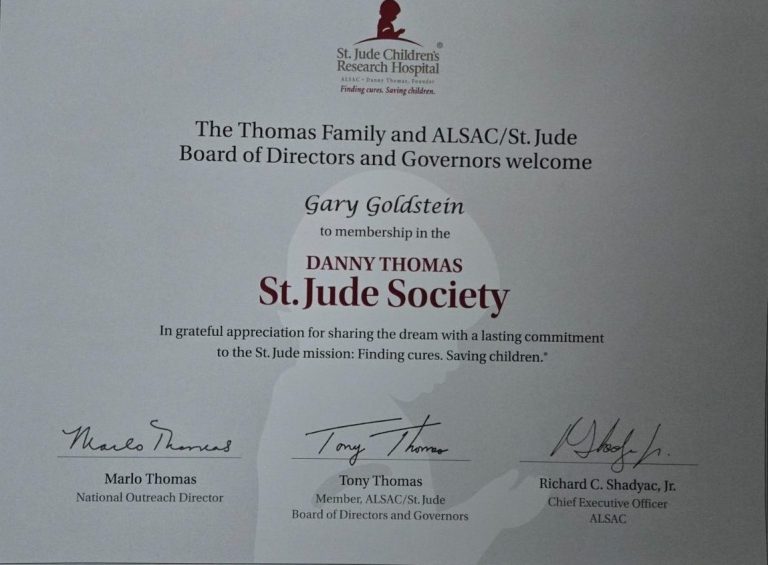 St. Jude Children's
Research Hospital
®
ALSAC • Danny Thomas, Founder
Finding cures. Saving children.
The Thomas Family and ALSAC/St. Jude
Board of Directors and Governors welcome
Gary Goldstein
to membership in the
DANNY THOMAS
St. Jude Society
In grateful appreciation for sharing the dream with a lasting commitment
to the St. Jude mission: Finding cures. Saving children.®
Marlo Thomas Tony Thomas
Marlo Thomas Tony Thomas Richard C. Shadyac, Jr.
National Outreach Director Member, ALSAC/St. Jude Chief Executive Officer
Board of Directors and Governors ALSAC